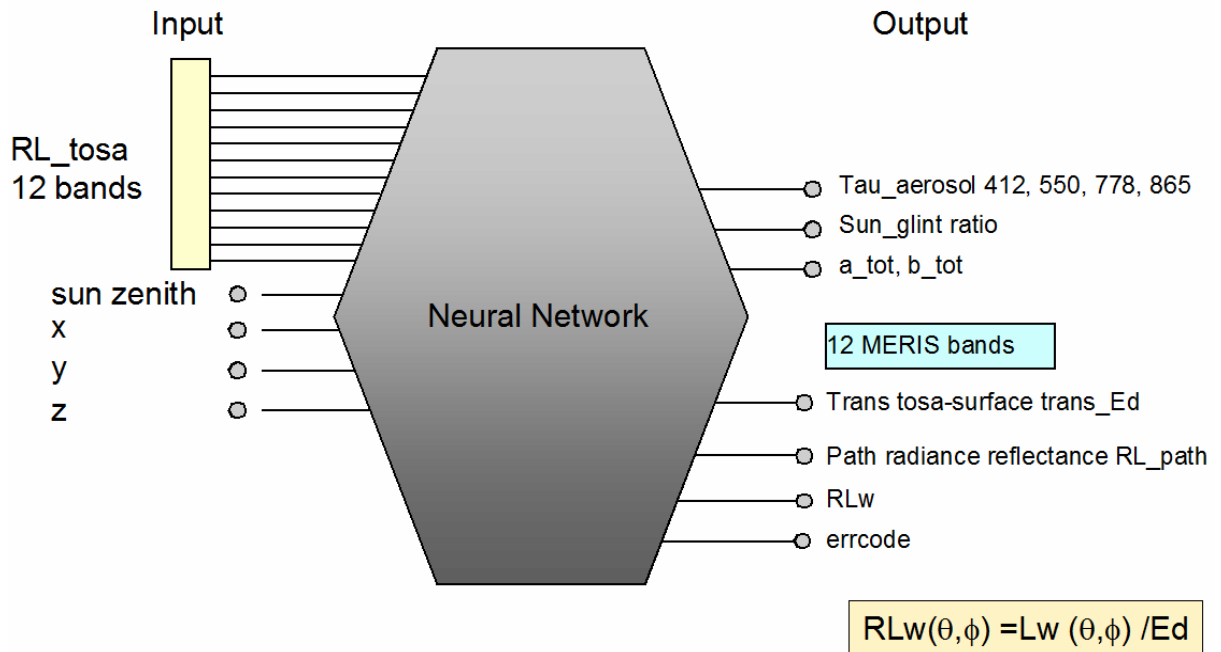 Input
Output
RL_tosa
12 bands
sun zenith
x
y
z
Neural Network
Tau_aerosol 412, 550, 778, 865
Sun_glint ratio
a_tot, b_tot
12 MERIS bands
Trans tosa-surface trans_Ed
Path radiance reflectance RL_path
RLw
errcode
RLw(θ,ϕ) =Lw (θ,ϕ) /Ed